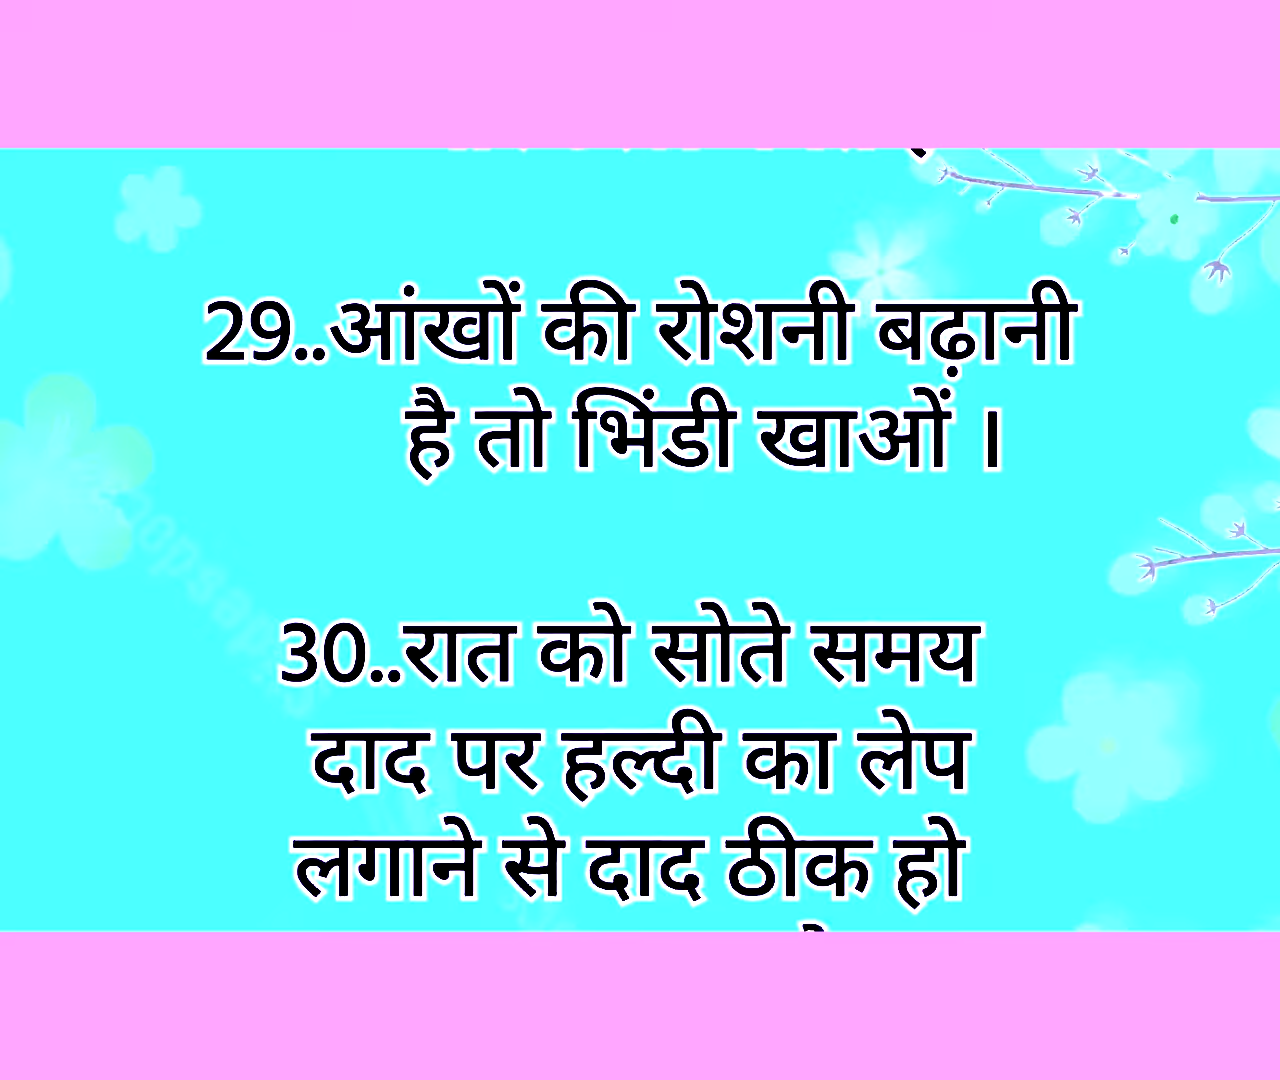 29..आंखों की रोशनी बढ़ानी
है तो भिंडी खाओं ।
30..रात को सोते समय
दाद पर हल्दी का लेप
लगाने से दाद ठीक हो